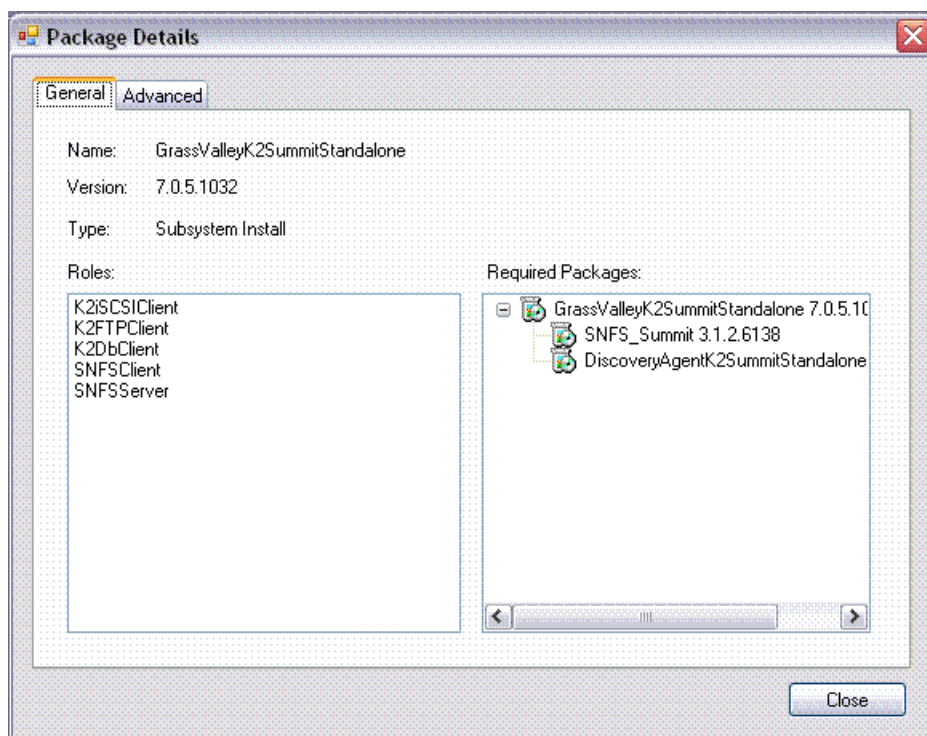 Package Details
General
Advanced
Name: GrassValleyK2SummitStandalone
Version: 7.0.5.1032
Type: Subsystem Install
Roles:
K2iSCSIClient
K2FTPClient
K2DbClient
SNFSClient
SNFSServer
Required Packages:
GrassValleyK2SummitStandalone 7.0.5.10
SNFS_Summit 3.1.2.6138
DiscoveryAgentK2SummitStandalone
Close